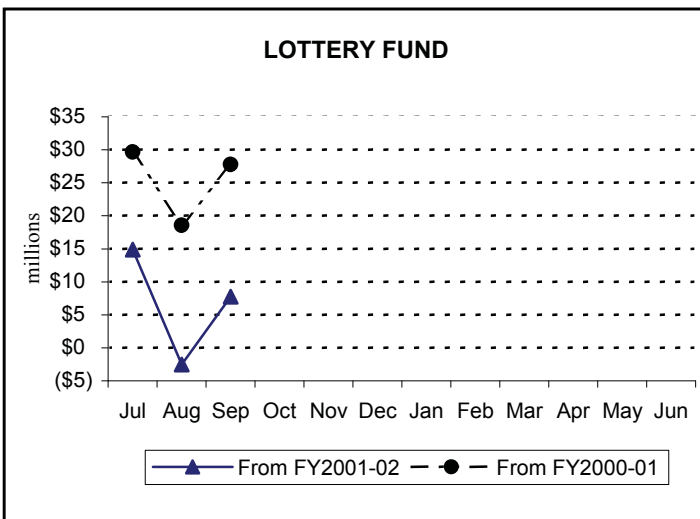 LOTTERY FUND
millions
$35
$30
$25
$20
$15
$10
$5
$0
($5)
Jul Aug Sep Oct Nov Dec Jan Feb Mar Apr May Jun
From FY2001-02 From FY2000-01